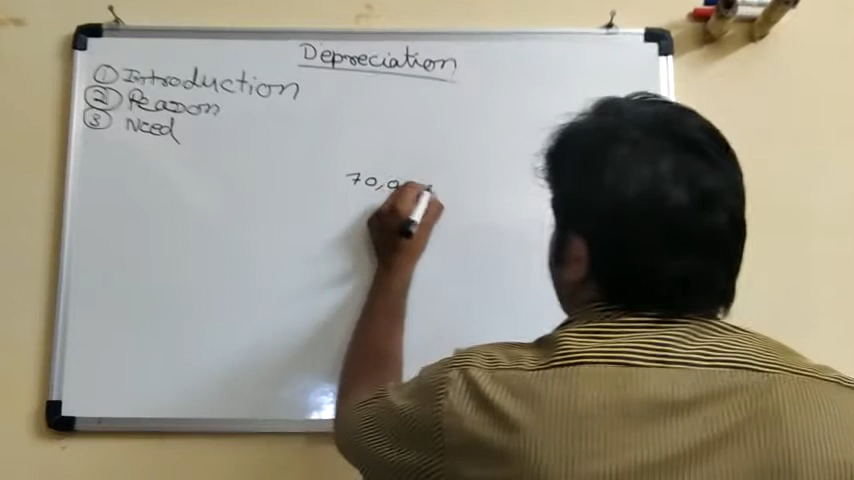 Depreciation
① Introduction
② Reason
③ Need
70,0